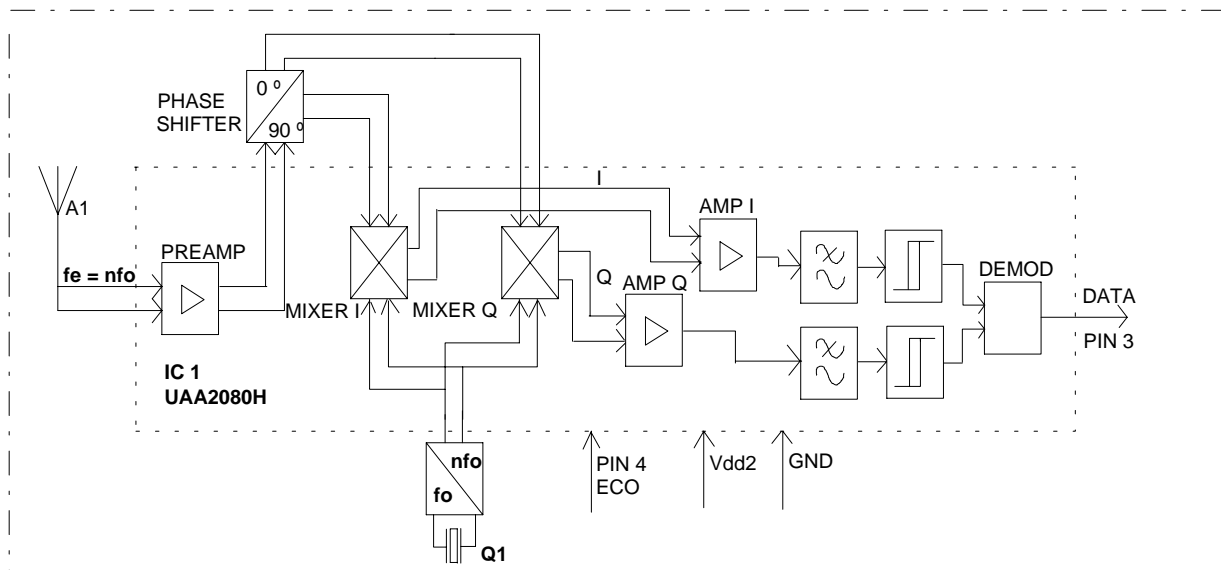 0 º
90 º
PHASE
SHIFTER
A1
I
AMP I
PREAMP
fe = nfo
Q
AMP Q
DEMOD
DATA
PIN 3
MIXER I
MIXER Q
IC 1
UAA2080H
nfo
fo
Q1
PIN 4
ECO
Vdd2
GND